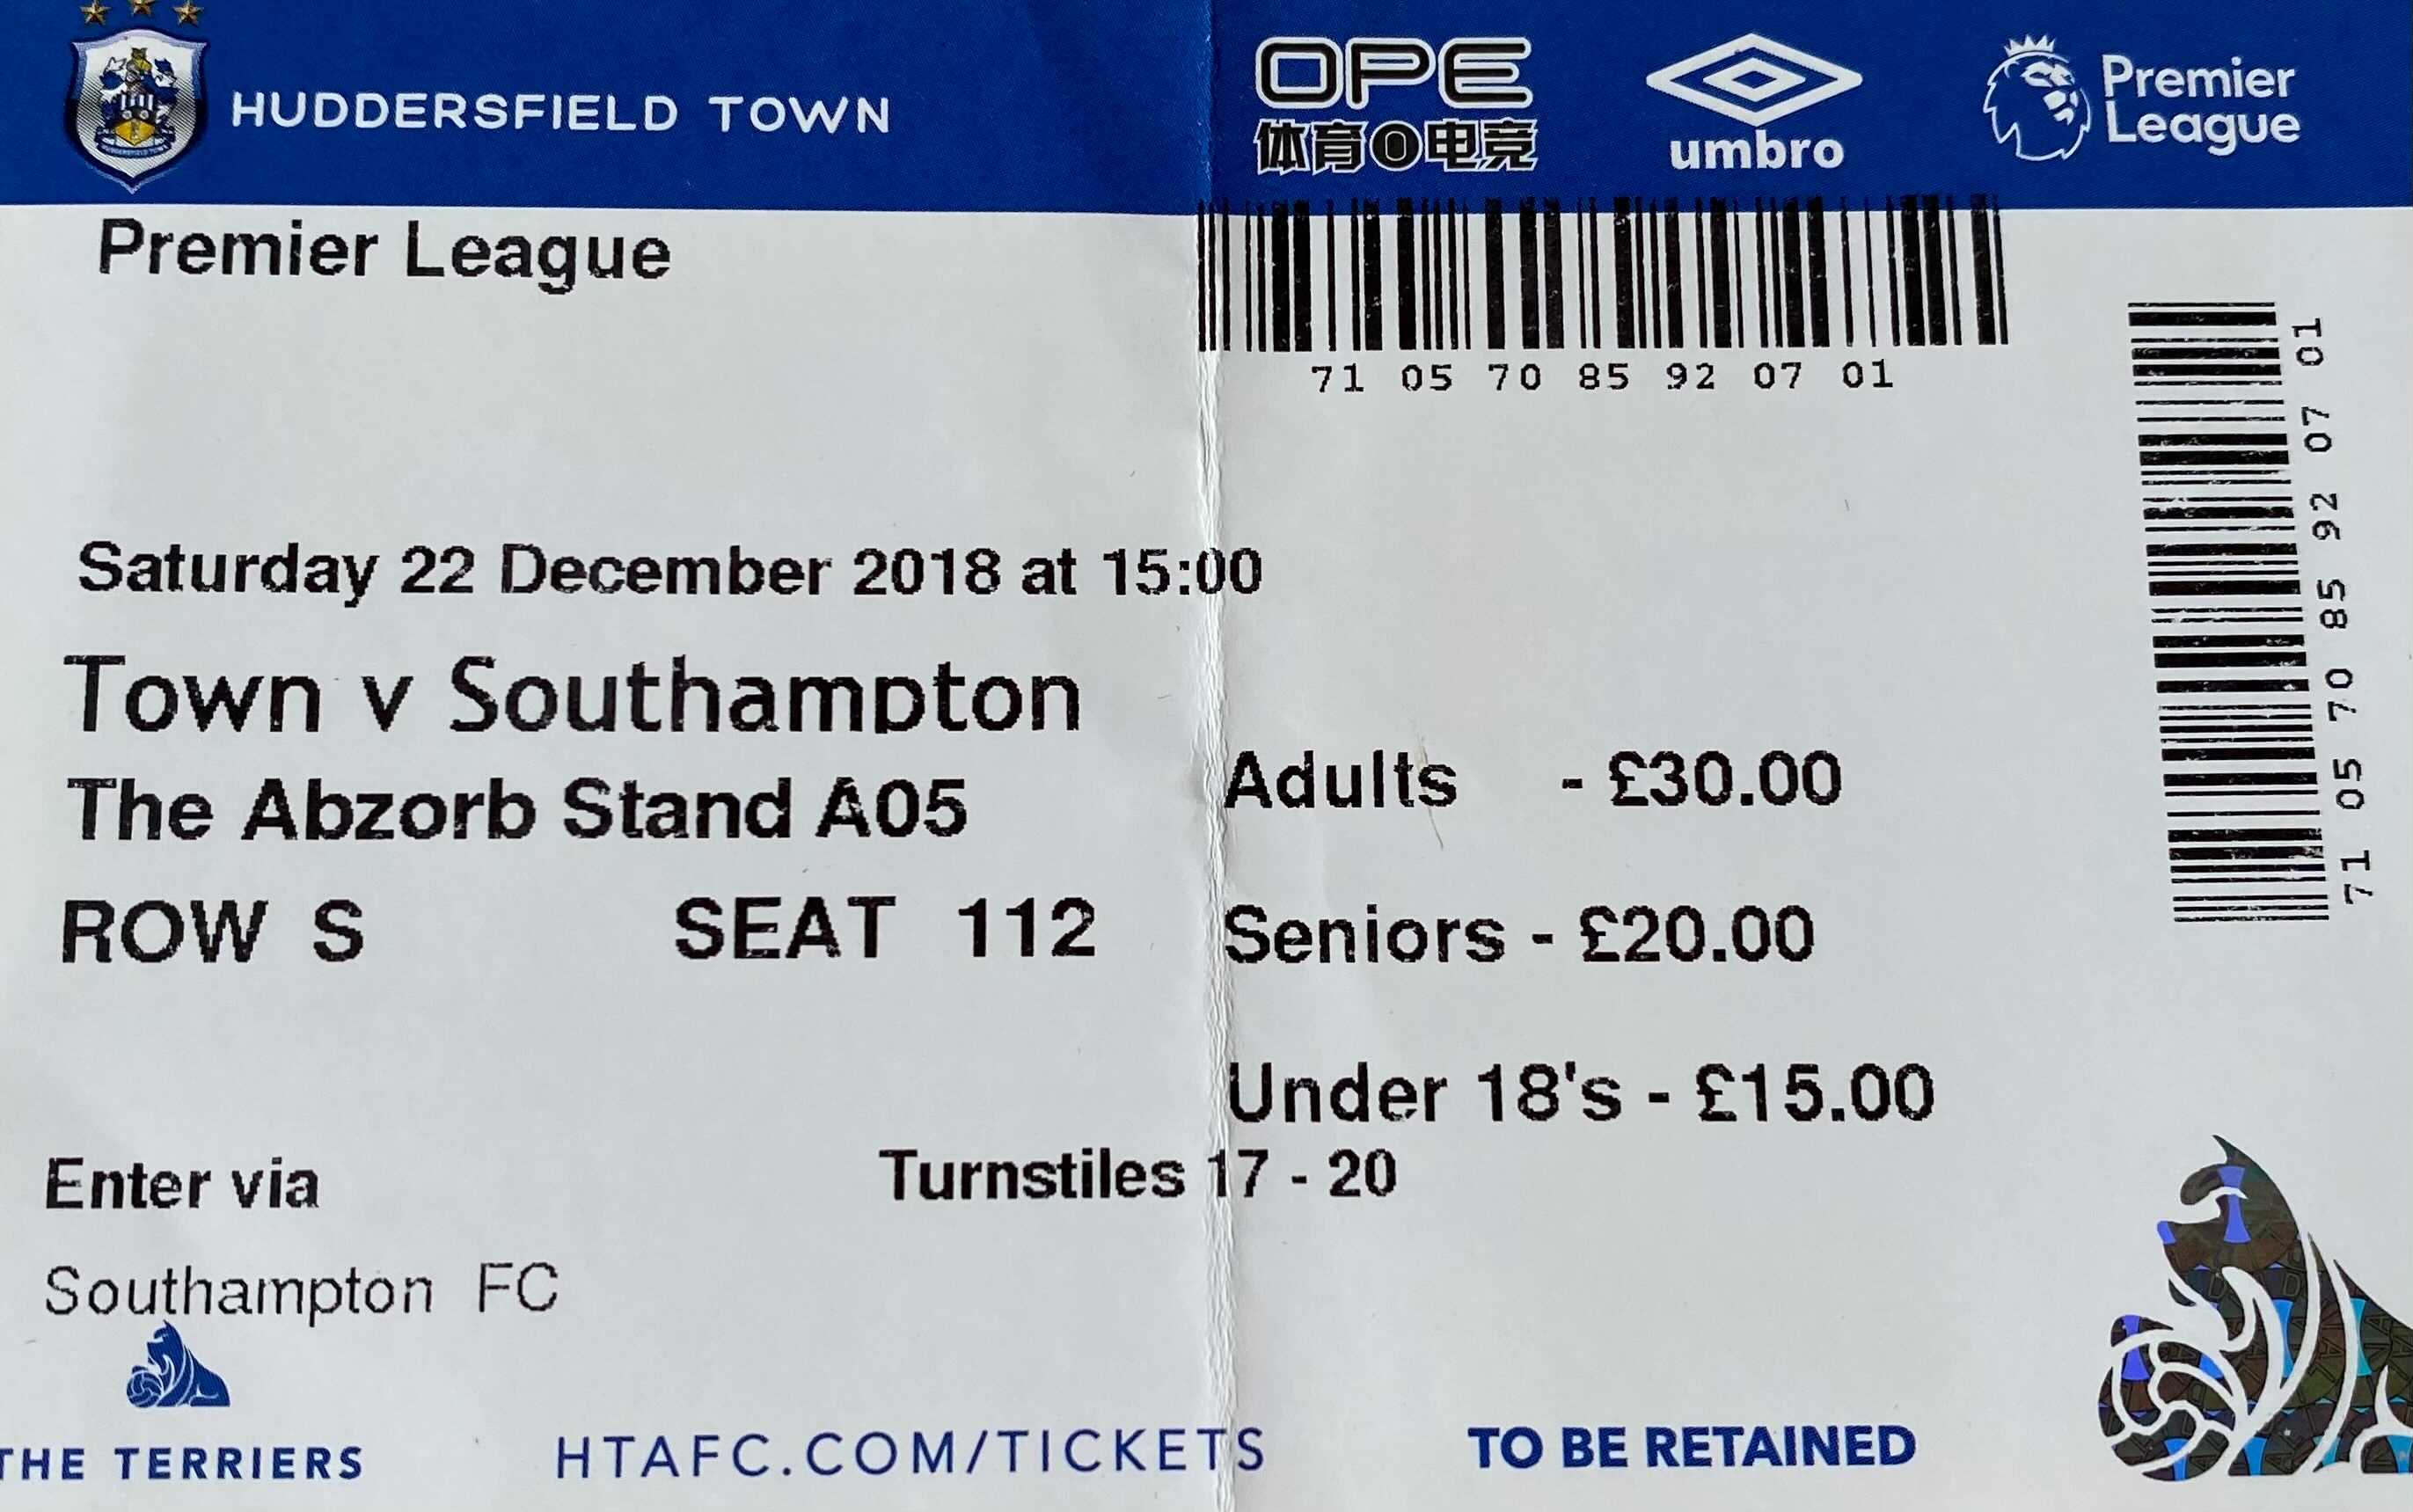 HUDDERSFIELD TOWN
OPE
体育电竞
umbro
Premier
League
Premier League
71 05 70 85 92 07 01
71 05 70 85 92 07 01
Saturday 22 December 2018 at 15:00
Town v Southampton
The Abzorb Stand A05
ROW S SEAT 112
Adults - £30.00
Seniors - £20.00
Under 18's - £15.00
Enter via Turnstiles 17 - 20
Southampton FC
THE TERRIERS
HTAFC.COM/TICKETS
TO BE RETAINED